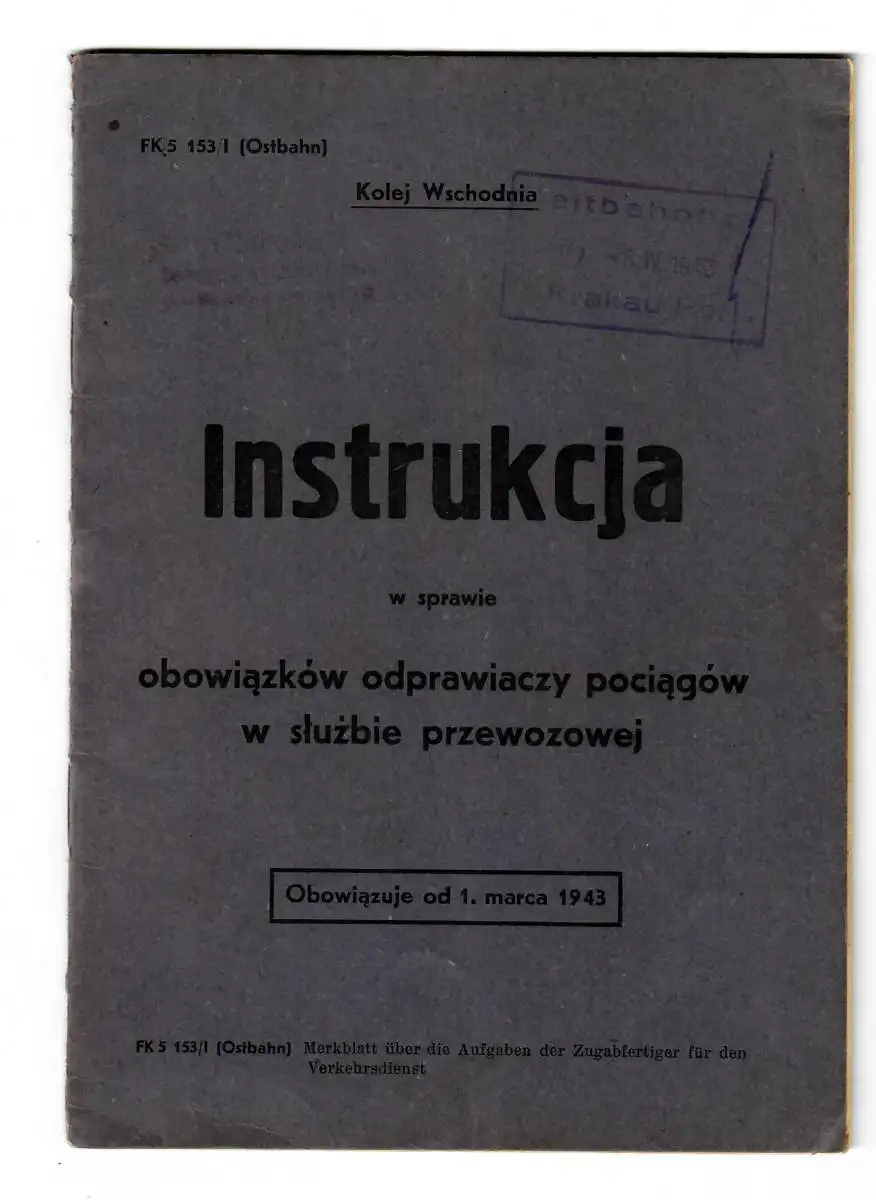 FK 5 153/I (Ostbahn)
Kolej Wschodnia
Krakau
Instrukcja
w sprawie
obowiązków odprawiaczy pociągów
w służbie przewozowej
Obowiązuje od 1. marca 1943
FK 5 153/I (Ostbahn) Merkblatt über die Aufgaben der Zugabfertiger für den
Verkehrsdienst